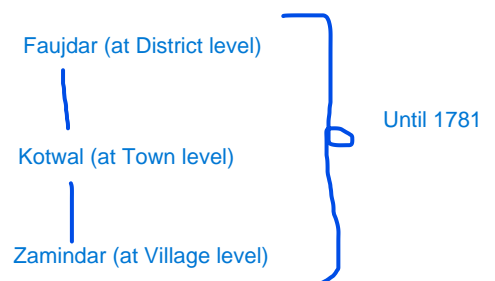 Faujdar (at District level)
Until 1781
Kotwal (at Town level)
Zamindar (at Village level)